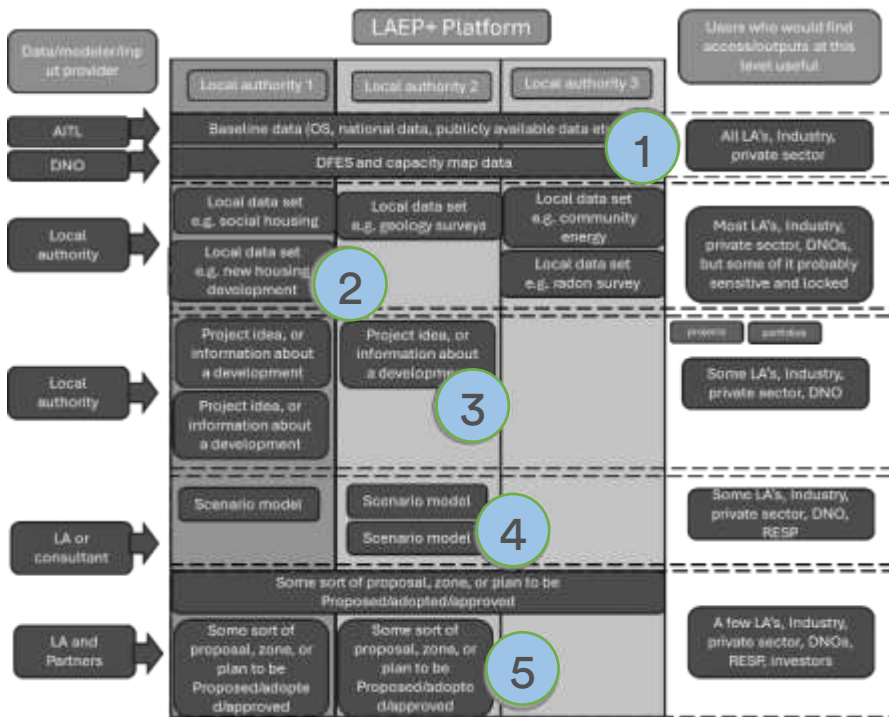 LAEP+ Platform
Data/modeler/inp
ut provider
Users who would find
access/outputs at this
level useful
Local authority 1
Local authority 2
Local authority 3
AITL
Baseline data (OS, national data, publicly available data et
1
All LA's, Industry,
private sector
DNO
DFES and capacity map data
Local
authority
Local data set
e.g. social housing
Local data set
e.g. geology surveys
Local data set
e.g. community
energy
Most LA's, Industry,
private sector, DNOs,
but some of it probably
sensitive and locked
Local data set
e.g. new housing
development
2
Local data set
e.g. radon survey
Local
authority
Project idea, or
information about
a development
Project idea, or
information about
a developm
3
projects
portfolios
Some LA's, Industry,
private sector, DNO
Project idea, or
information about
a development
LA or
consultant
Scenario model
Scenario model
Scenario model
4
Some LA's, Industry,
private sector, DNO,
RESP
Some sort of proposal, zone, or plan to be
Proposed/adopted/approved
LA and
Partners
Some sort of
proposal, zone, or
plan to be
Proposed/adopte
d/approved
Some sort of
proposal, zone, or
plan to be
Proposed/adopte
d/approved
5
A few LA's, Industry,
private sector, DNOs,
RESP, investors